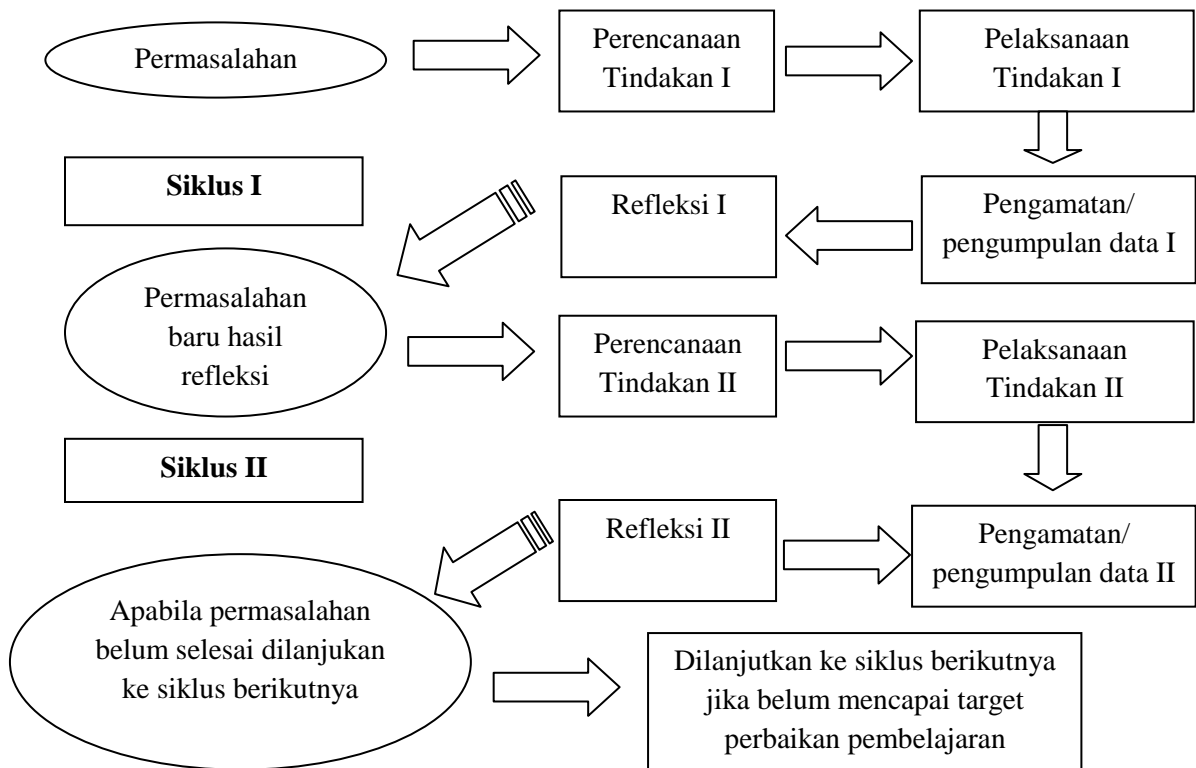 Permasalahan
Perencanaan
Tindakan I
Pelaksanaan
Tindakan I
Siklus I
Refleksi I
Pengamatan/
pengumpulan data I
Permasalahan
baru hasil
refleksi
Perencanaan
Tindakan II
Pelaksanaan
Tindakan II
Siklus II
Refleksi II
Pengamatan/
pengumpulan data II
Apabila permasalahan
belum selesai dilanjukan
ke siklus berikutnya
Dilanjutkan ke siklus berikutnya
jika belum mencapai target
perbaikan pembelajaran